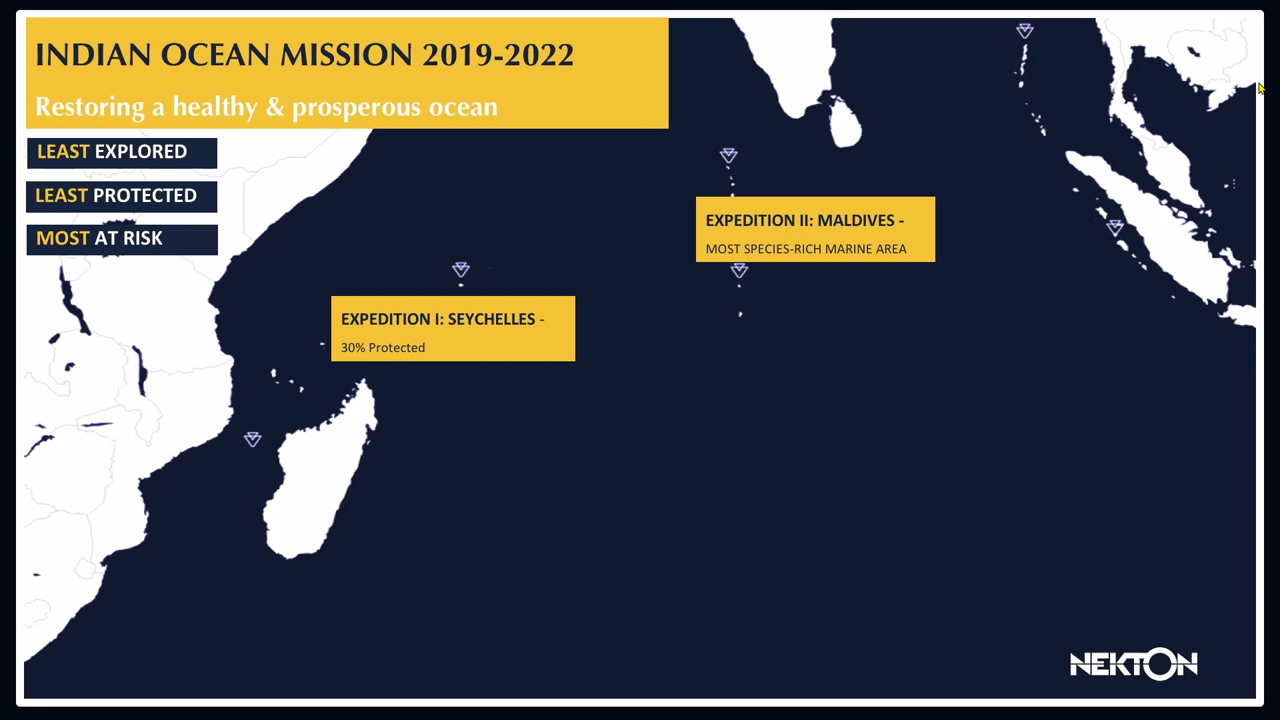 INDIAN OCEAN MISSION 2019-2022
Restoring a healthy & prosperous ocean
LEAST EXPLORED
LEAST PROTECTED
MOST AT RISK
EXPEDITION II: MALDIVES -
MOST SPECIES-RICH MARINE AREA
EXPEDITION I: SEYCHELLES -
30% Protected
NEKTON